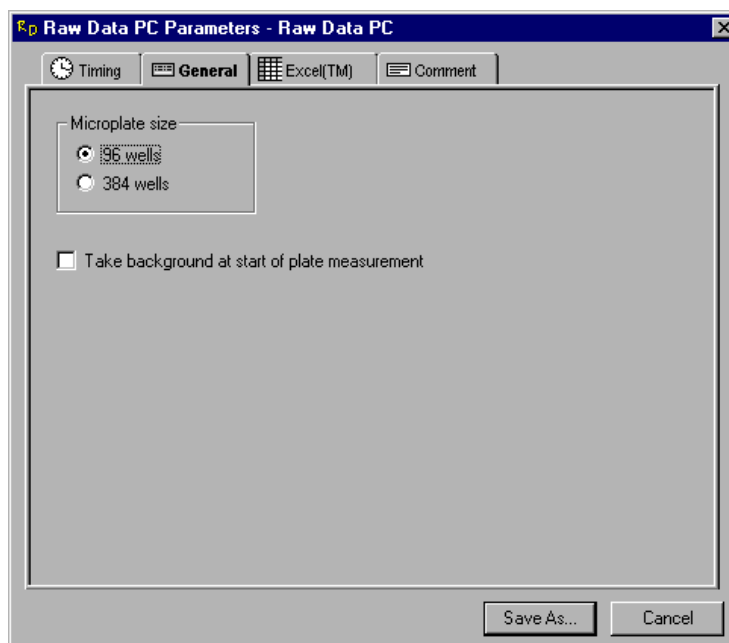 RD Raw Data PC Parameters - Raw Data PC
Timing General Excel(TM) Comment
Microplate size
96 wells
384 wells
Take background at start of plate measurement
Save As... Cancel